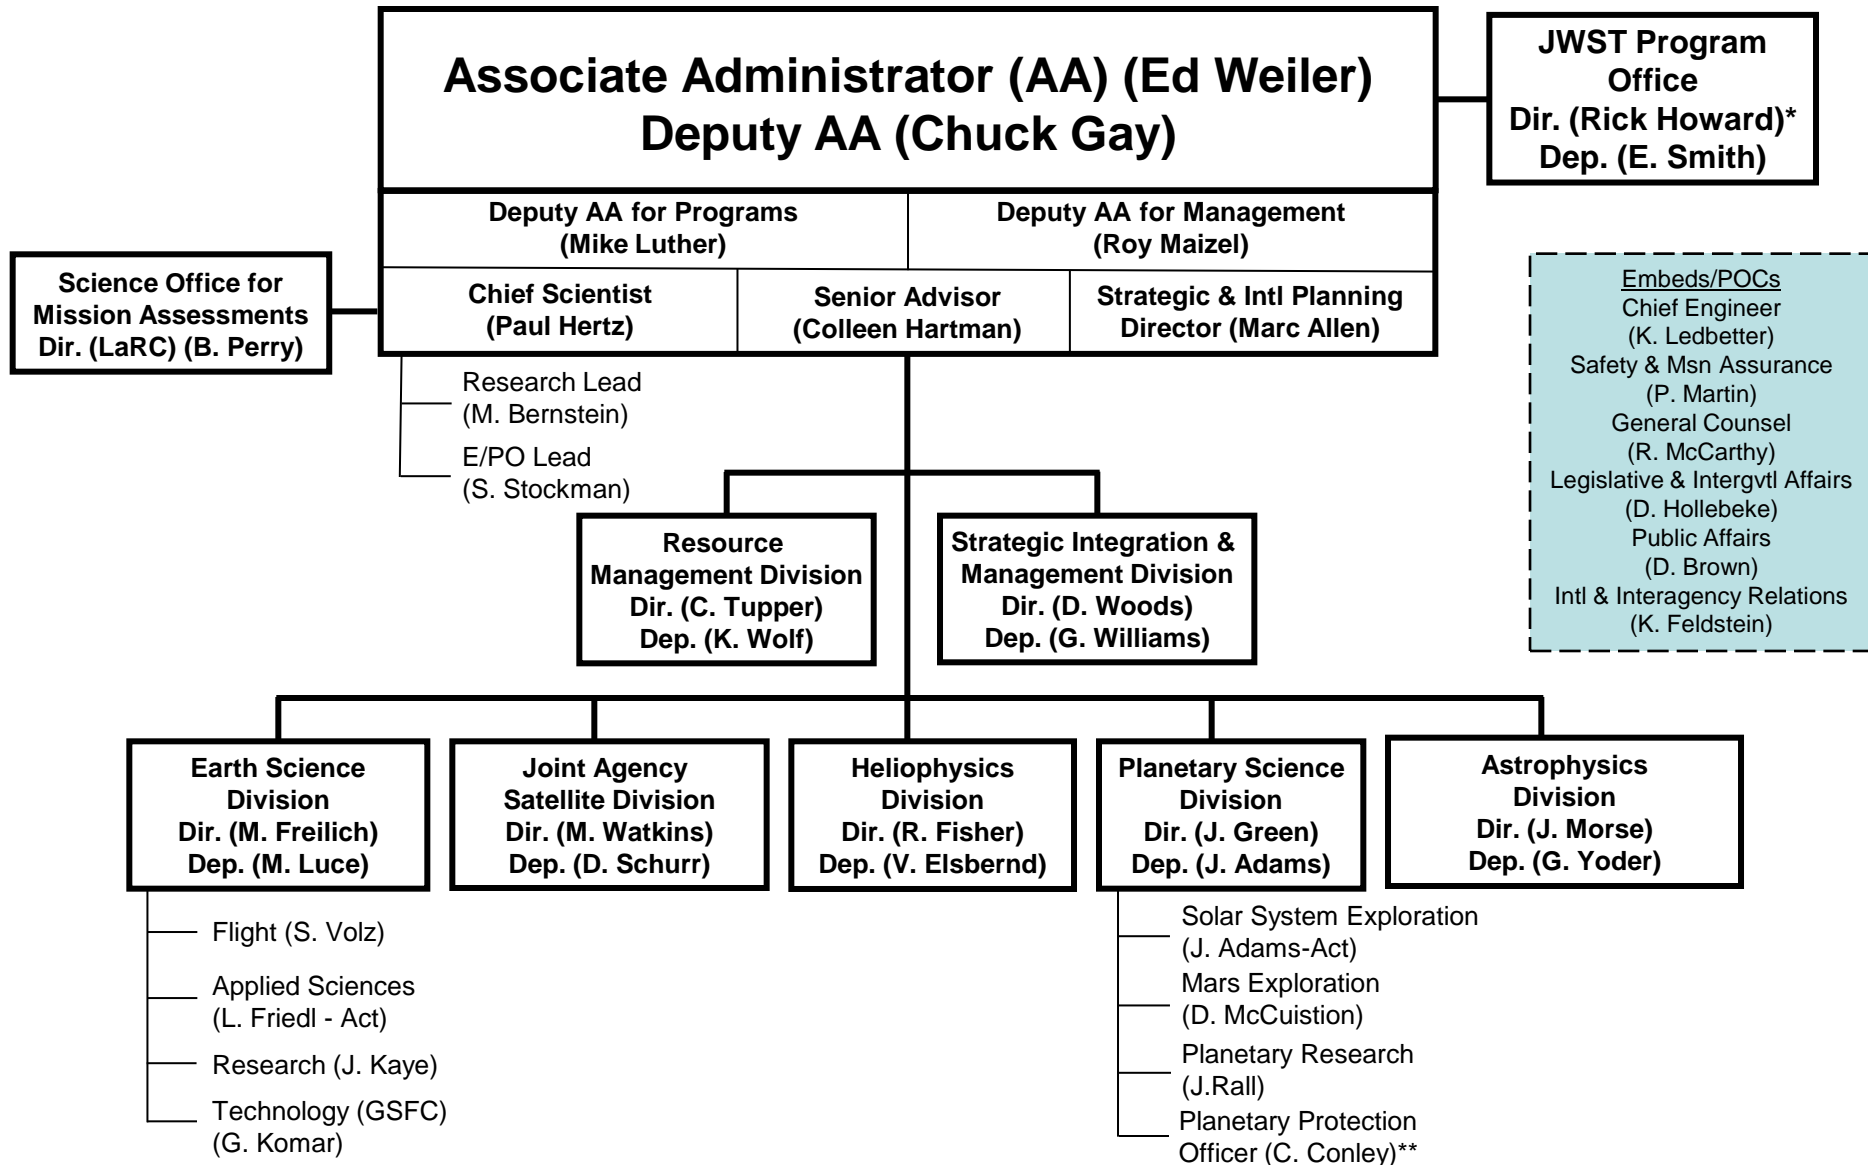 Associate Administrator (AA) (Ed Weiler)
Deputy AA (Chuck Gay)
JWST Program
Office
Dir. (Rick Howard)*
Dep. (E. Smith)
Deputy AA for Programs
(Mike Luther)
Deputy AA for Management
(Roy Maizel)
Science Office for
Mission Assessments
Dir. (LaRC) (B. Perry)
Chief Scientist
(Paul Hertz)
Senior Advisor
(Colleen Hartman)
Strategic & Intl Planning
Director (Marc Allen)
Embeds/POCs
Chief Engineer
(K. Ledbetter)
Safety & Msn Assurance
(P. Martin)
General Counsel
(R. McCarthy)
Legislative & Intergvtl Affairs
(D. Hollebeke)
Public Affairs
(D. Brown)
Intl & Interagency Relations
(K. Feldstein)
Research Lead
(M. Bernstein)
E/PO Lead
(S. Stockman)
Resource
Management Division
Dir. (C. Tupper)
Dep. (K. Wolf)
Strategic Integration &
Management Division
Dir. (D. Woods)
Dep. (G. Williams)
Earth Science
Division
Dir. (M. Freilich)
Dep. (M. Luce)
Joint Agency
Satellite Division
Dir. (M. Watkins)
Dep. (D. Schurr)
Heliophysics
Division
Dir. (R. Fisher)
Dep. (V. Elsbernd)
Planetary Science
Division
Dir. (J. Green)
Dep. (J. Adams)
Astrophysics
Division
Dir. (J. Morse)
Dep. (G. Yoder)
Flight (S. Volz)
Applied Sciences
(L. Friedl - Act)
Research (J. Kaye)
Technology (GSFC)
(G. Komar)
Solar System Exploration
(J. Adams-Act)
Mars Exploration
(D. McCuistion)
Planetary Research
(J.Rall)
Planetary Protection
Officer (C. Conley)**